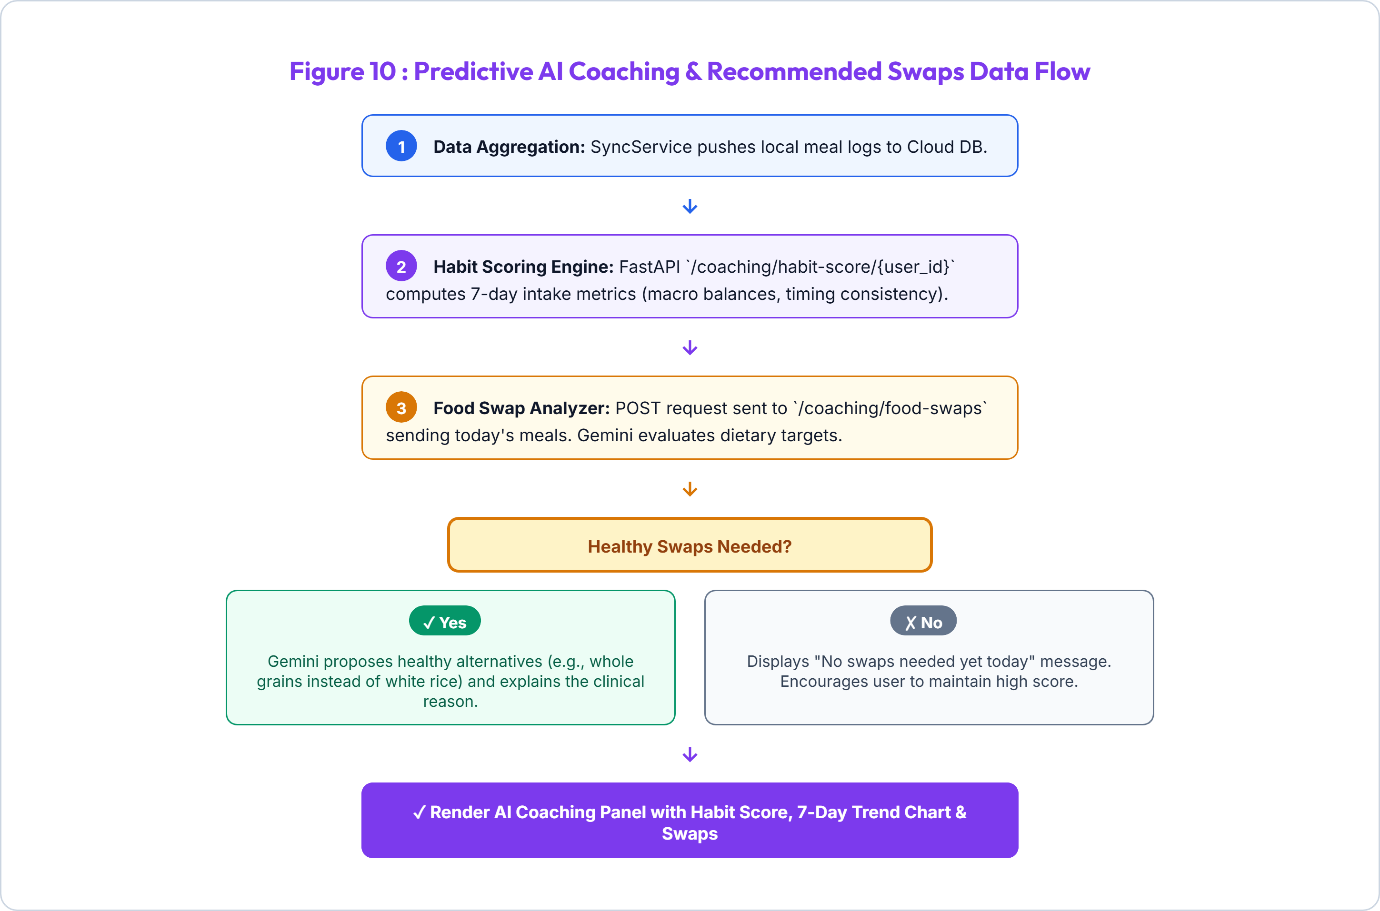 Figure 10 : Predictive AI Coaching & Recommended Swaps Data Flow
1 Data Aggregation: SyncService pushes local meal logs to Cloud DB.
↓
2 Habit Scoring Engine: FastAPI `/coaching/habit-score/{user_id}`
computes 7-day intake metrics (macro balances, timing consistency).
↓
3 Food Swap Analyzer: POST request sent to `/coaching/food-swaps`
sending today's meals. Gemini evaluates dietary targets.
↓
Healthy Swaps Needed?
✓ Yes
Gemini proposes healthy alternatives (e.g., whole
grains instead of white rice) and explains the clinical
reason.
✗ No
Displays "No swaps needed yet today" message.
Encourages user to maintain high score.
↓
✓ Render AI Coaching Panel with Habit Score, 7-Day Trend Chart &
Swaps